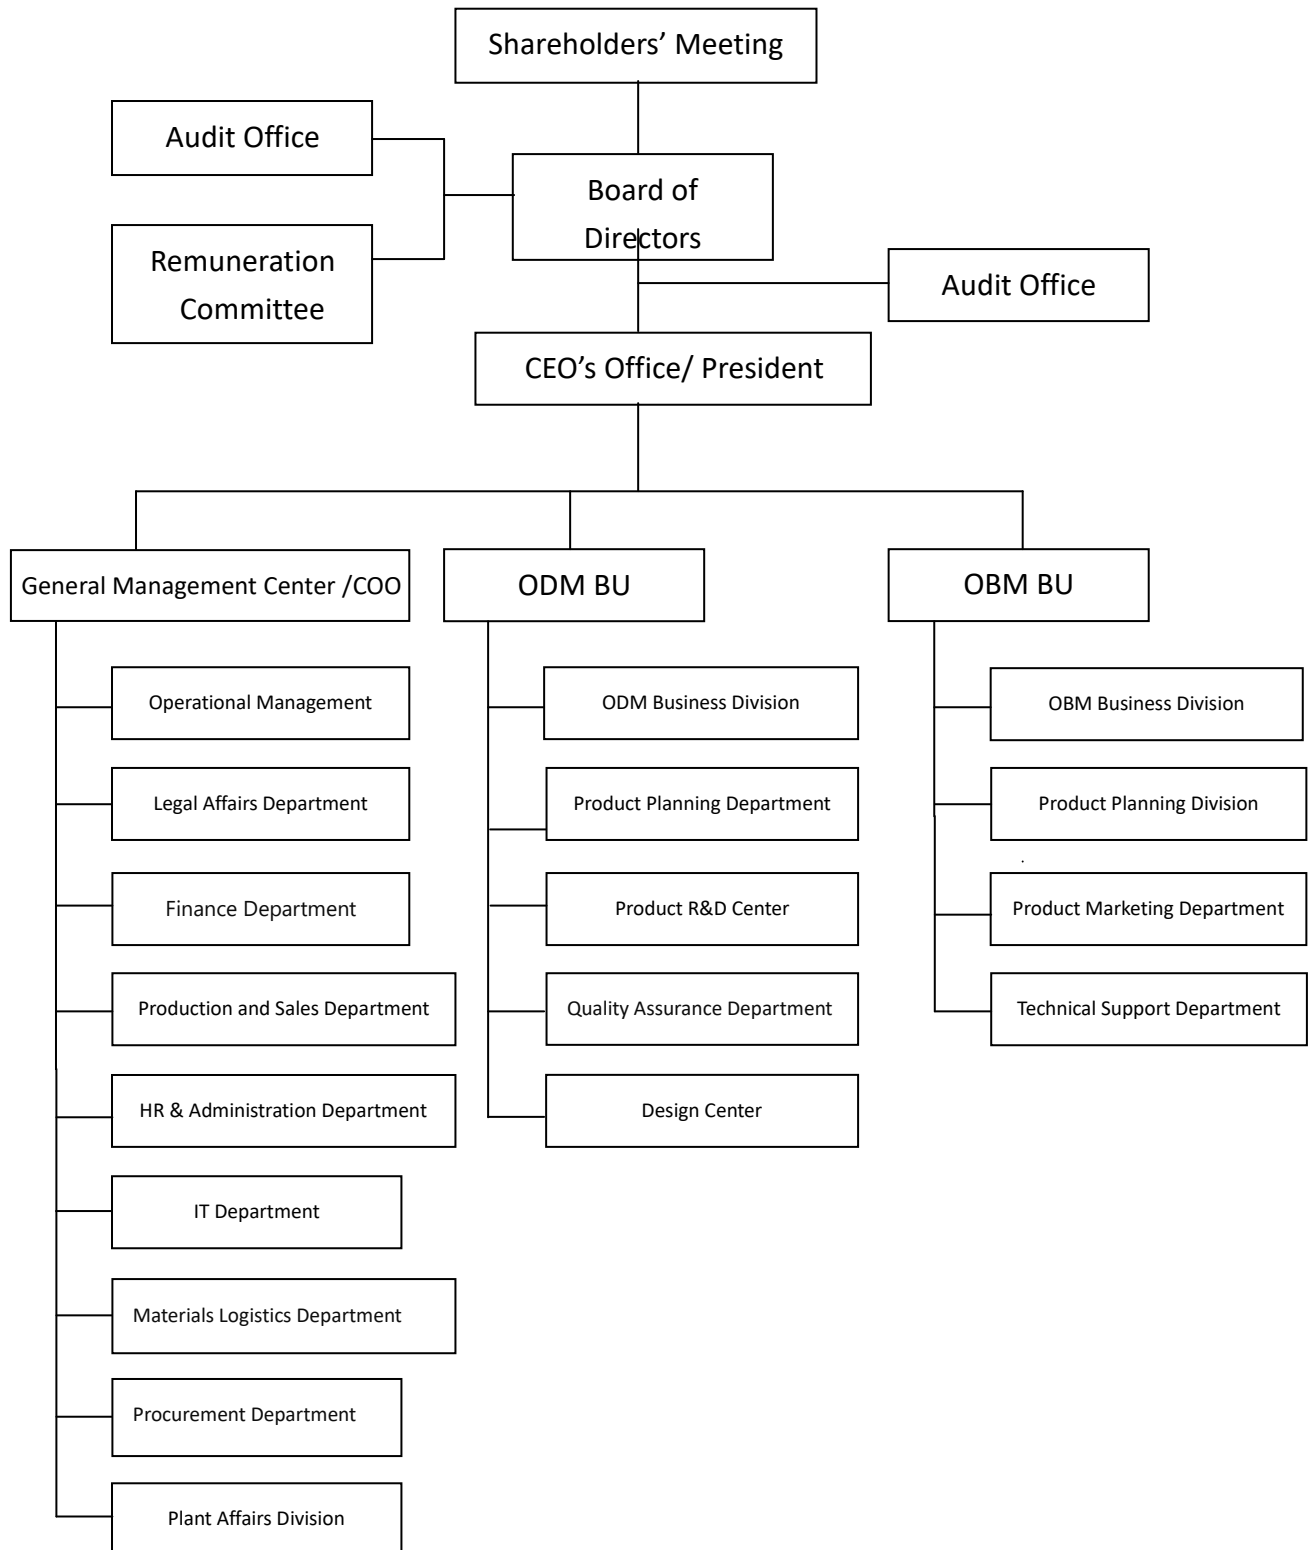 Shareholders’ Meeting
Audit Office
Board of
Directors
Remuneration
Committee
Audit Office
CEO’s Office/ President
General Management Center /COO
ODM BU
OBM BU
Operational Management
ODM Business Division
OBM Business Division
Legal Affairs Department
Product Planning Department
Product Planning Division
.
Finance Department
Product R&D Center
Product Marketing Department
Production and Sales Department
Quality Assurance Department
Technical Support Department
HR & Administration Department
Design Center
IT Department
Materials Logistics Department
Procurement Department
Plant Affairs Division